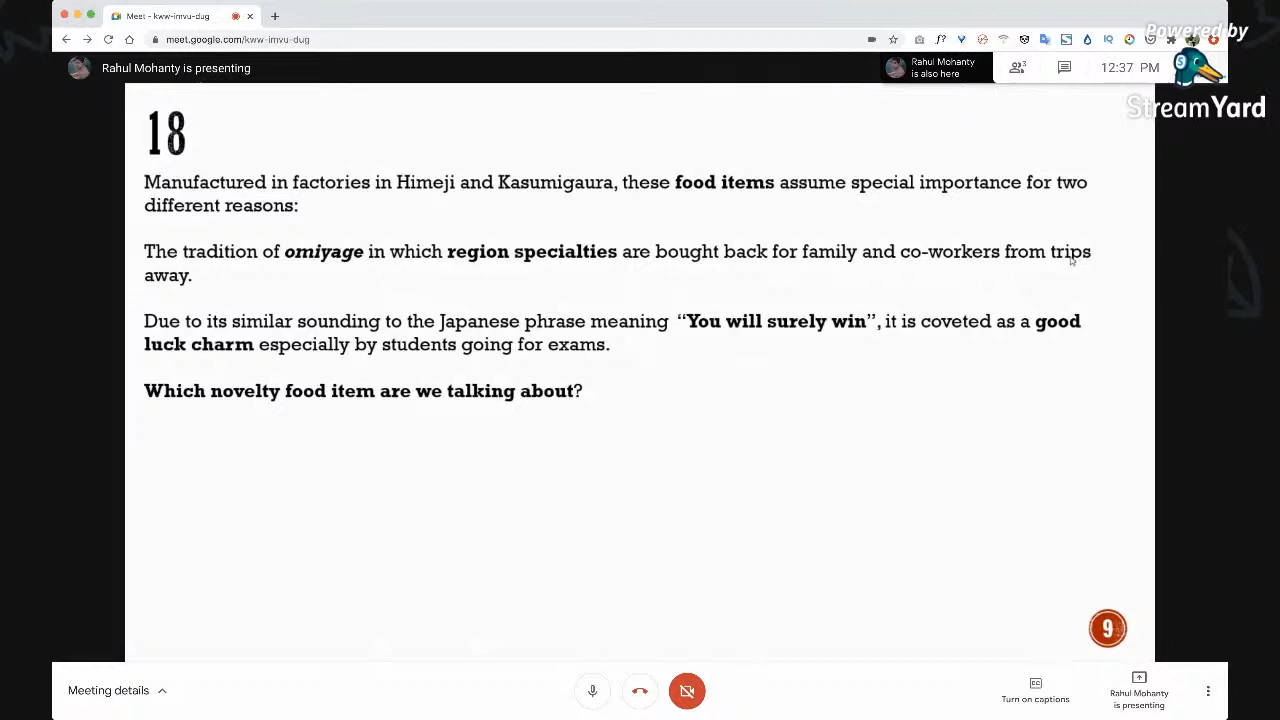 Meet - kww-imvu-dug
meet.google.com/kww-imvu-dug
Powered by
Rahul Mohanty is presenting
Rahul Mohanty
is also here
3
12:37 PM
StreamYard
18
Manufactured in factories in Himeji and Kasumigaura, these food items assume special importance for two
different reasons:
The tradition of omiyage in which region specialties are bought back for family and co-workers from trips
away.
Due to its similar sounding to the Japanese phrase meaning “You will surely win”, it is coveted as a good
luck charm especially by students going for exams.
Which novelty food item are we talking about?
9
Meeting details
Turn on captions
Rahul Mohanty
is presenting